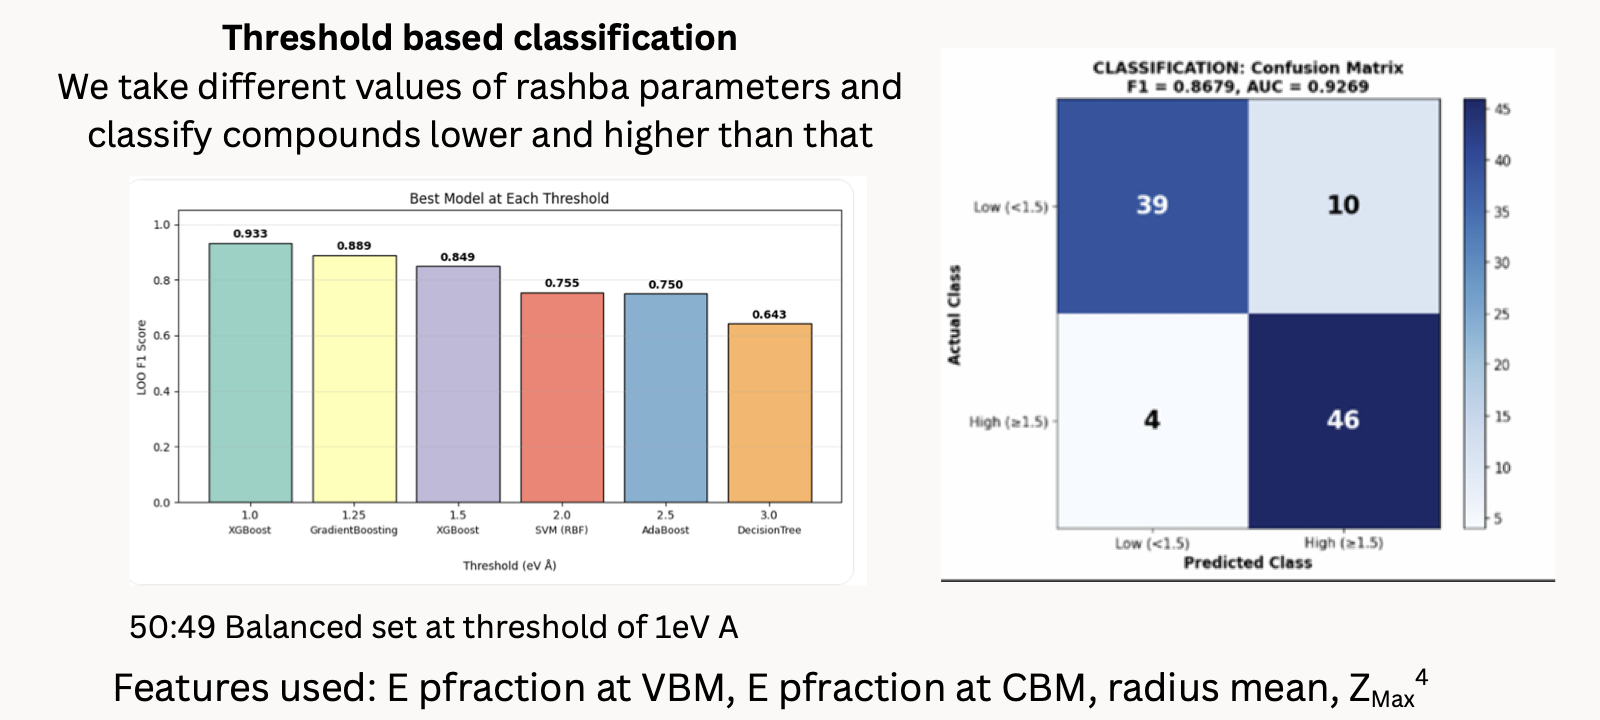 Threshold based classification
We take different values of rashba parameters and
classify compounds lower and higher than that
Best Model at Each Threshold
LOO F1 Score
1.0
0.8
0.6
0.4
0.2
0.0
0.933
0.889
0.849
0.755
0.750
0.643
1.0 1.25 1.5 2.0 2.5 3.0
XGBoost GradientBoosting XGBoost SVM (RBF) AdaBoost DecisionTree
Threshold (eV Å)
50:49 Balanced set at threshold of 1eV A
CLASSIFICATION: Confusion Matrix
F1 = 0.8679, AUC = 0.9269
Actual Class
Low (<1.5)
39 10
High (≥1.5)
4 46
Low (<1.5) High (≥1.5)
Predicted Class
45
40
35
30
25
20
15
10
5
Features used: E pfraction at VBM, E pfraction at CBM, radius mean, Z<sub>Max</sub><sup>4</sup>